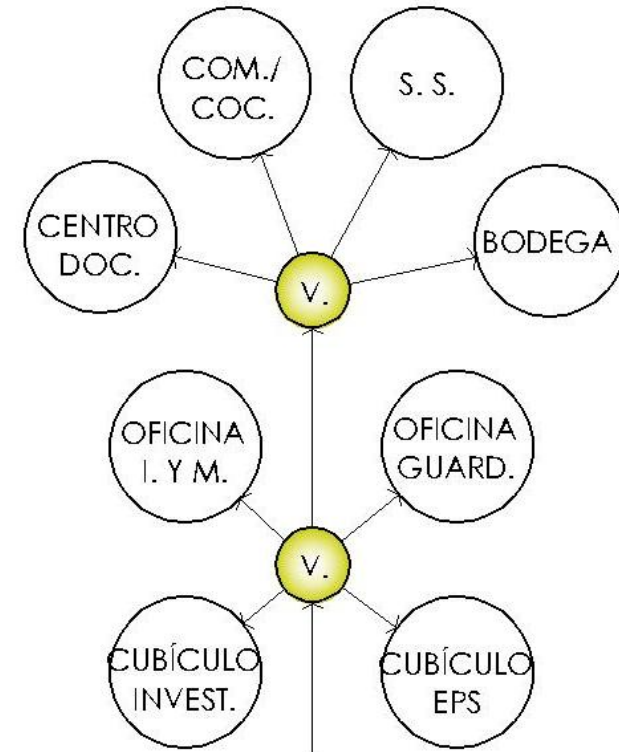 COM./
COC.
S. S.
CENTRO
DOC.
BODEGA
V.
OFICINA
I. Y M.
OFICINA
GUARD.
V.
CUBÍCULO
INVEST.
CUBÍCULO
EPS